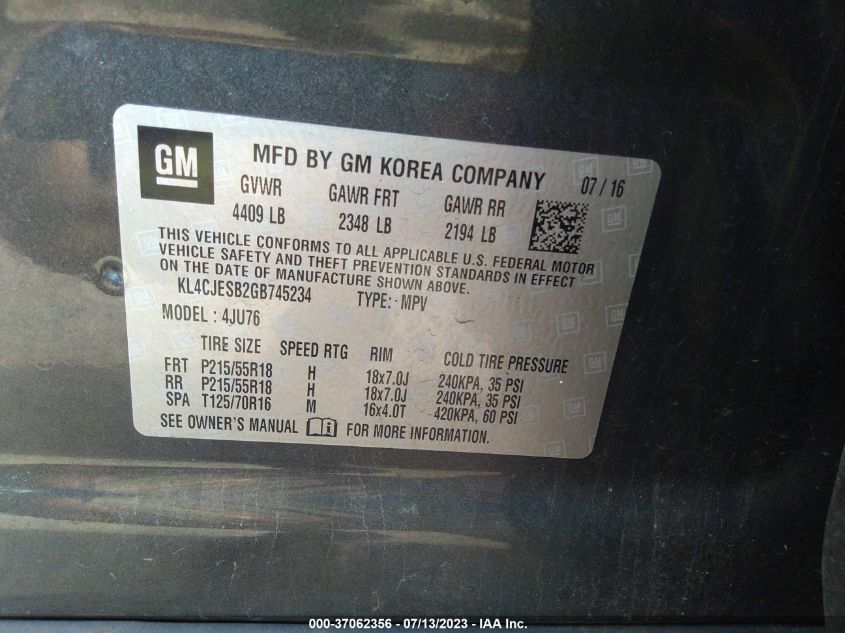 GM MFD BY GM KOREA COMPANY 07 / 16
GVWR GAWR FRT GAWR RR
4409 LB 2348 LB 2194 LB
THIS VEHICLE CONFORMS TO ALL APPLICABLE U.S. FEDERAL MOTOR
VEHICLE SAFETY AND THEFT PREVENTION STANDARDS IN EFFECT
ON THE DATE OF MANUFACTURE SHOWN ABOVE.
KL4CJESB2GB745234 TYPE: MPV
MODEL : 4JU76
TIRE SIZE SPEED RTG RIM COLD TIRE PRESSURE
FRT P215/55R18 H 18x7.0J 240KPA, 35 PSI
RR P215/55R18 H 18x7.0J 240KPA, 35 PSI
SPA T125/70R16 M 16x4.0T 420KPA, 60 PSI
SEE OWNER'S MANUAL FOR MORE INFORMATION.
000-37062356 - 07/13/2023 - IAA Inc.